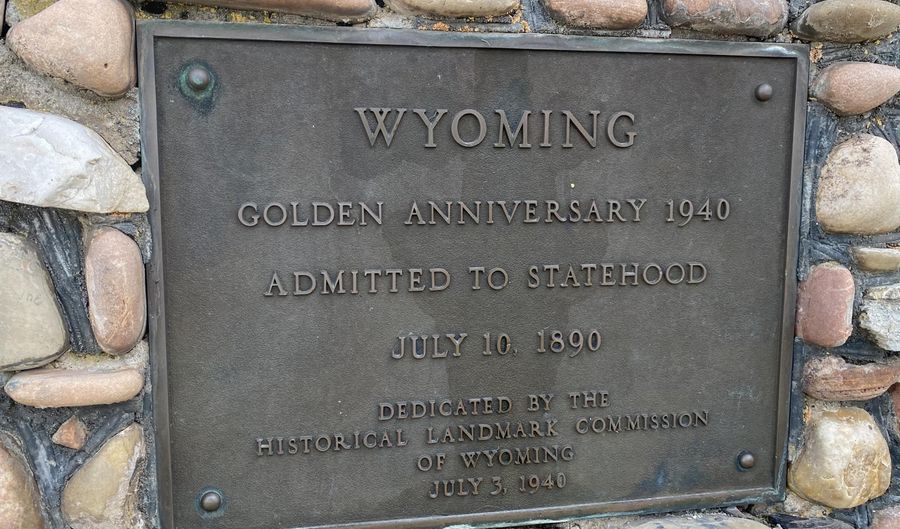 WYOMING
GOLDEN ANNIVERSARY 1940
ADMITTED TO STATEHOOD
JULY 10, 1890
DEDICATED BY THE
HISTORICAL LANDMARK COMMISSION
OF WYOMING
JULY 3, 1940